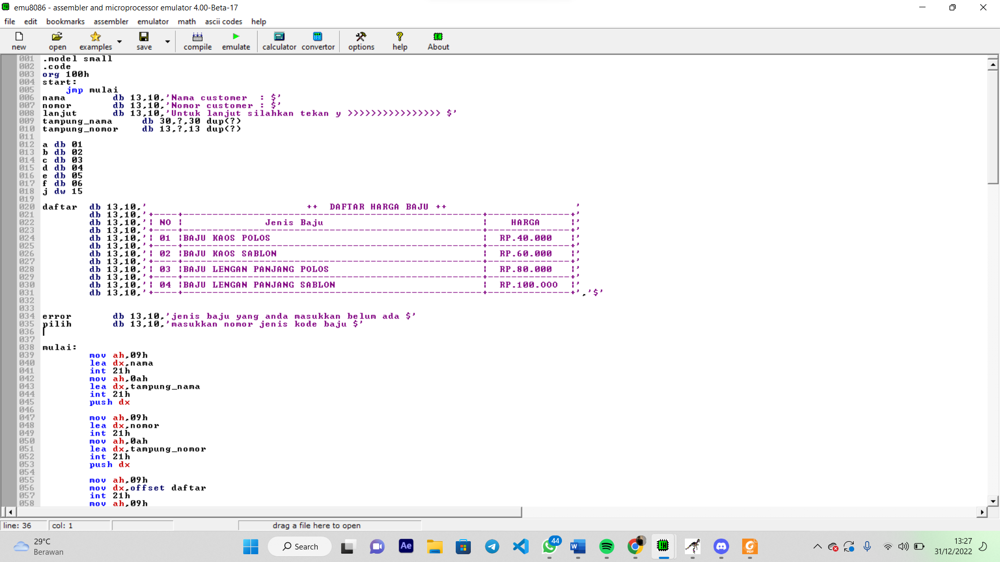 emu8086 - assembler and microprocessor emulator 4.00-Beta-17
file edit bookmarks assembler emulator math ascii codes help
new open examples save compile emulate calculator convertor options help About
001 .model small
002 .code
003 org 100h
004 start:
005     jmp mulai
006 nama        db 13,10,'Nama customer  : $'
007 nomor       db 13,10,'Nomor customer : $'
008 lanjut      db 13,10,'Untuk lanjut silahkan tekan y >>>>>>>>>>>>>>>> $'
009 tampung_nama     db 30,?,30 dup(?)
010 tampung_nomor    db 13,?,13 dup(?)
011
012 a db 01
013 b db 02
014 c db 03
015 d db 04
016 e db 05
017 f db 06
018 j dw 15
019
020 daftar  db 13,10,'                           ++  DAFTAR HARGA BAJU ++                      '
021         db 13,10,'+----+---------------------------------------------------+--------------+'
022         db 13,10,'¦ NO ¦              Jenis Baju                           ¦    HARGA     ¦'
023         db 13,10,'+----+---------------------------------------------------+--------------+'
024         db 13,10,'¦ 01 ¦BAJU KAOS POLOS                                    ¦  RP.40.000   ¦'
025         db 13,10,'+----+---------------------------------------------------+--------------+'
026         db 13,10,'¦ 02 ¦BAJU KAOS SABLON                                   ¦  RP.60.000   ¦'
027         db 13,10,'+----+---------------------------------------------------+--------------+'
028         db 13,10,'¦ 03 ¦BAJU LENGAN PANJANG POLOS                          ¦  RP.80.000   ¦'
029         db 13,10,'+----+---------------------------------------------------+--------------+'
030         db 13,10,'¦ 04 ¦BAJU LENGAN PANJANG SABLON                         ¦  RP.100.OOO  ¦'
031         db 13,10,'+----+---------------------------------------------------+--------------+','$'
032
033
034 error       db 13,10,'jenis baju yang anda masukkan belum ada $'
035 pilih       db 13,10,'masukkan nomor jenis kode baju $'
036
037
038 mulai:
039         mov ah,09h
040         lea dx,nama
041         int 21h
042         mov ah,0ah
043         lea dx,tampung_nama
044         int 21h
045         push dx
046
047         mov ah,09h
048         lea dx,nomor
049         int 21h
050         mov ah,0ah
051         lea dx,tampung_nomor
052         int 21h
053         push dx
054
055         mov ah,09h
056         mov dx,offset daftar
057         int 21h
058         mov ah,09h
line: 36 col: 1 drag a file here to open
29°C
Berawan
Search
Ae
44
W
PDF
13:27
31/12/2022